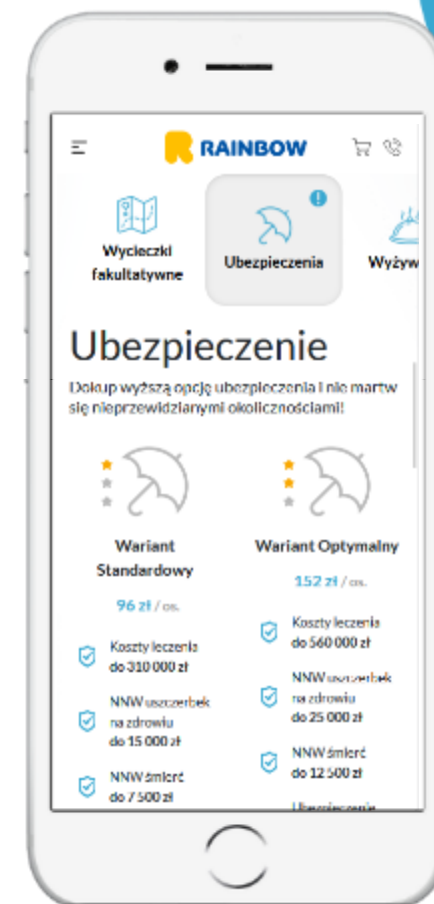 RAINBOW
Wycieczki
fakultatywne
Ubezpieczenia
Wyżyw
Ubezpieczenie
Dokup wyższą opcję ubezpieczenia i nie martw
się nieprzewidzianymi okolicznościami!
Wariant
Standardowy
96 zł / os.
Koszty leczenia
do 310 000 zł
NNW uszczerbek
na zdrowiu
do 15 000 zł
NNW śmierć
do 7 500 zł
Wariant Optymalny
152 zł / os.
Koszty leczenia
do 560 000 zł
NNW uszczerbek
na zdrowiu
do 25 000 zł
NNW śmierć
do 12 500 zł
Ubezpieczenie